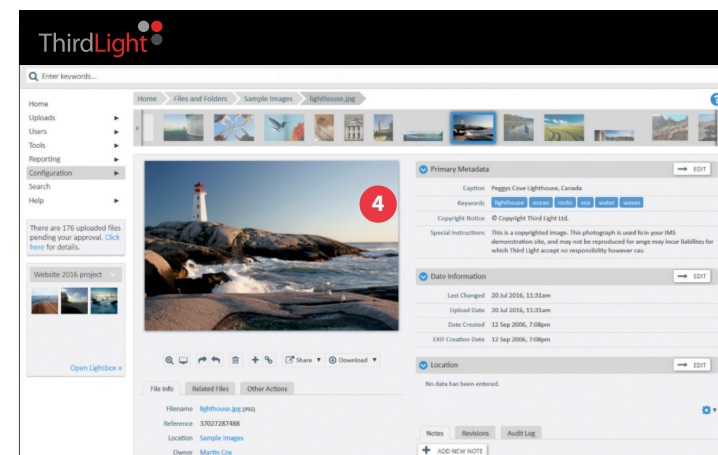 ThirdLight
Enter keywords...
Home
Uploads
Users
Tools
Reporting
Configuration
Search
Help
There are 176 uploaded files
pending your approval. Click
here for details.
Website 2016 project
Open Lightbox »
Home Files and Folders Sample Images lighthouse.jpg
?
«
4
Share Download
File Info Related Files Other Actions
Filename lighthouse.jpg [JPEG]
Reference 37027287488
Location Sample Images
Owner Martin Cox
Primary Metadata EDIT
Caption Peggys Cove Lighthouse, Canada
Keywords lighthouse ocean rocks sea water waves
Copyright Notice © Copyright Third Light Ltd.
Special Instructions This is a copyrighted image. This photograph is used foin your IMS
demonstration site, and may not be reproduced for ange may incur liabilites for
which Third Light accept no responsibility however cau
Date Information EDIT
Last Changed 20 Jul 2016, 11:31am
Upload Date 20 Jul 2016, 11:31am
Date Created 12 Sep 2006, 7:08pm
EXIF Creation Date 12 Sep 2006, 7:08pm
Location EDIT
No data has been entered.
Notes Revisions Audit Log
ADD NEW NOTE